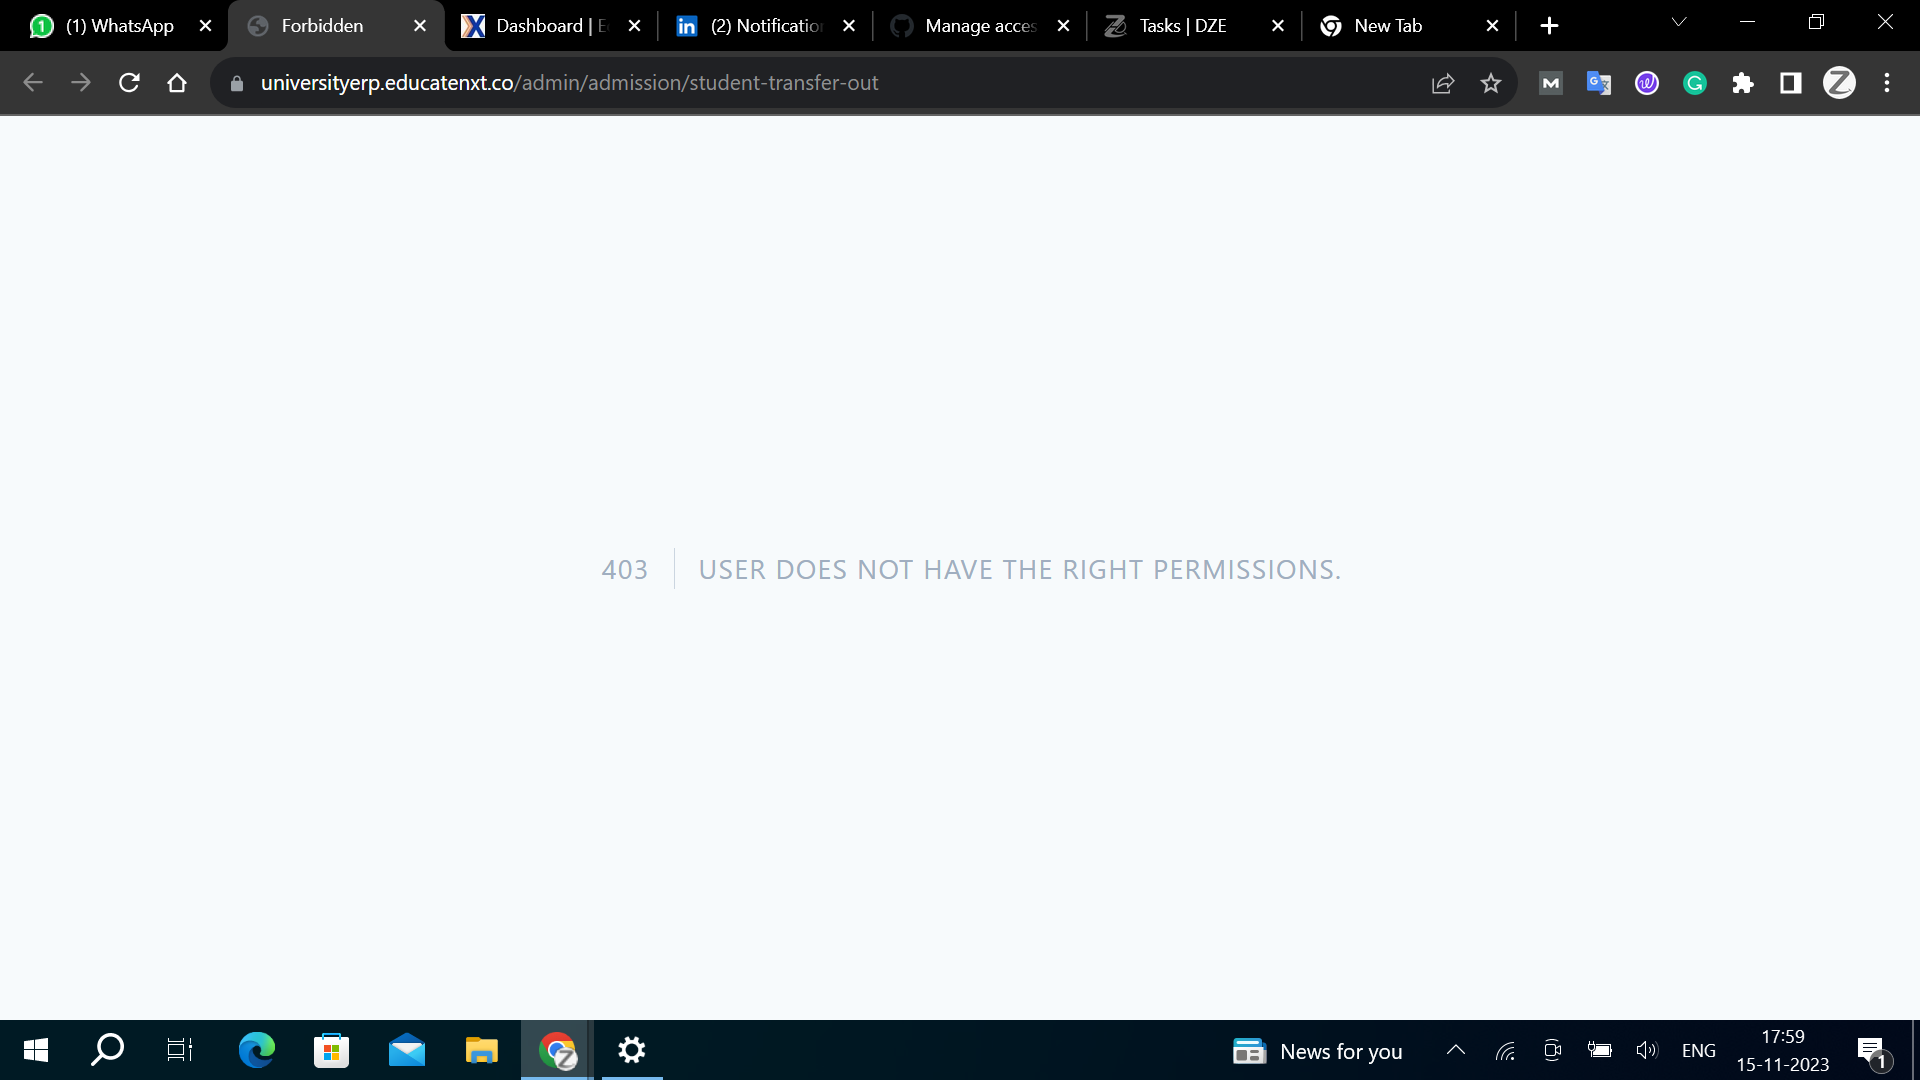 (1) WhatsApp
Forbidden
Dashboard | E
(2) Notification
Manage acces
Tasks | DZE
New Tab
universityerp.educatenxt.co/admin/admission/student-transfer-out
403
USER DOES NOT HAVE THE RIGHT PERMISSIONS.
News for you
ENG
17:59
15-11-2023
1